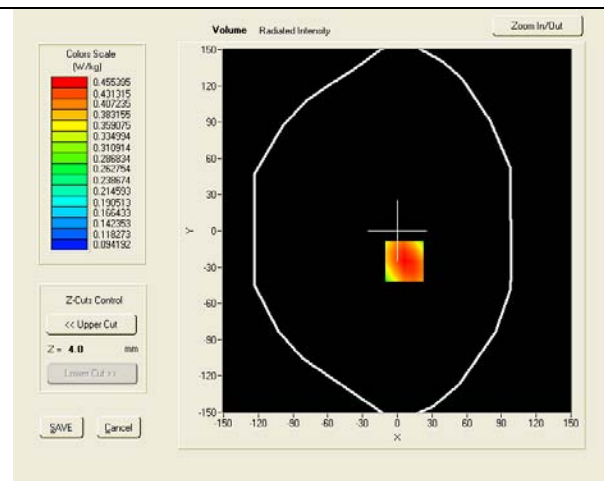 Volume Radiated Intensity
Zoom In/Out
Colors Scale
(W/kg)
0.455395
0.431315
0.407235
0.383155
0.359075
0.334994
0.310914
0.286834
0.262754
0.238674
0.214593
0.190513
0.166433
0.142353
0.118273
0.094192
Z-Cuts Control
<< Upper Cut
Z = 4.0 mm
Lower Cut >>
SAVE Cancel
150
120
90
60
30
0
-30
-60
-90
-120
-150
Y
-150 -120 -90 -60 -30 0 30 60 90 120 150
X